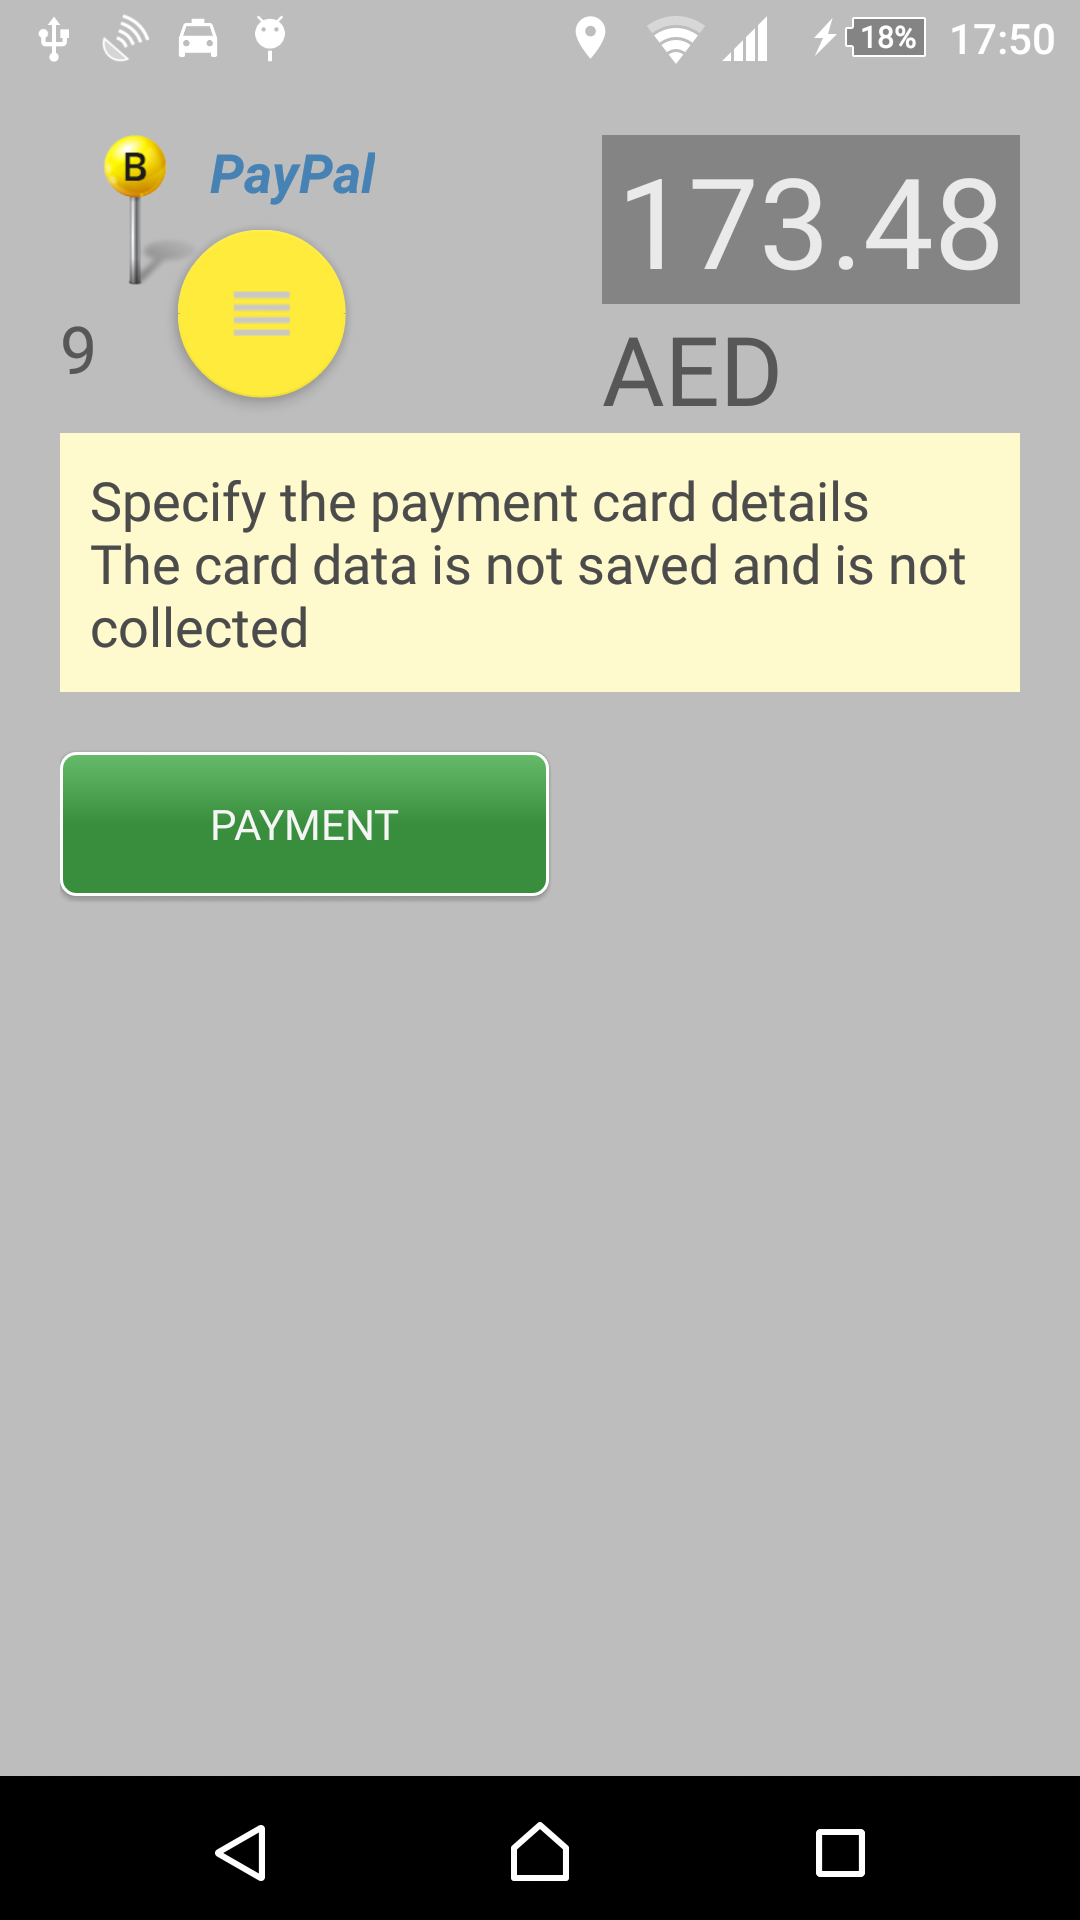 18% 17:50
B PayPal 173.48
9 AED
Specify the payment card details
The card data is not saved and is not
collected
PAYMENT